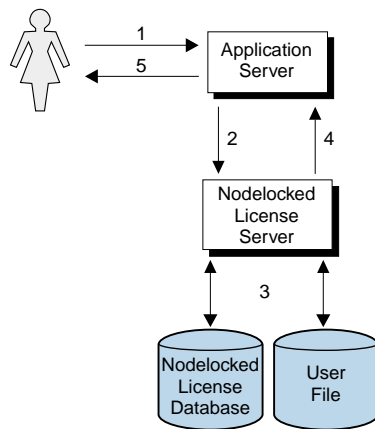 1
Application
Server
5
2
4
Nodelocked
License
Server
3
Nodelocked
License
Database
User
File